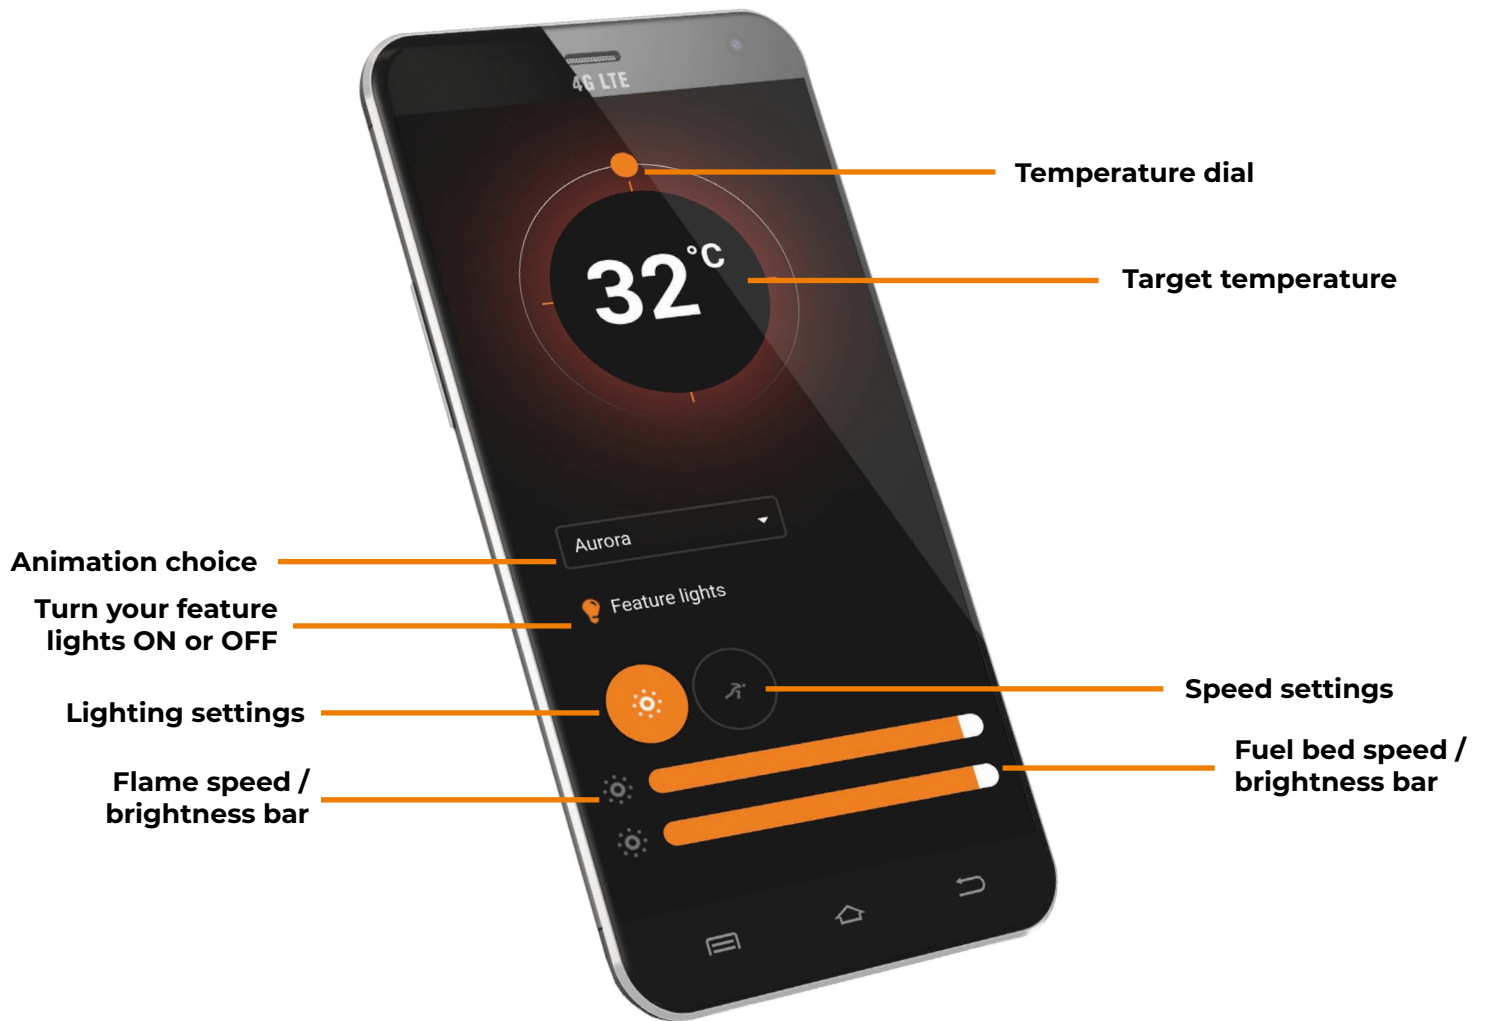 4G LTE
Temperature dial
32°C
Target temperature
Aurora
Animation choice
Feature lights
Turn your feature
lights ON or OFF
Lighting settings
Speed settings
Flame speed /
brightness bar
Fuel bed speed /
brightness bar